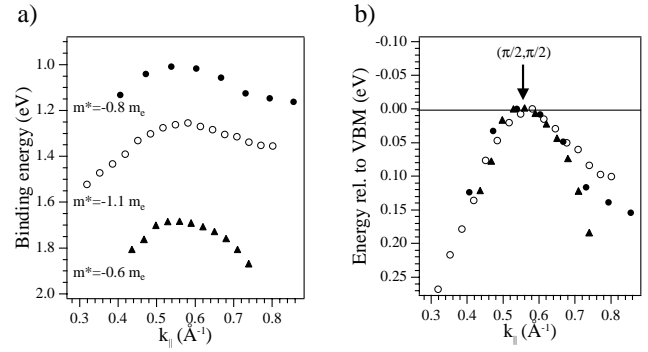 a)
Binding energy (eV)
1.0
1.2
1.4
1.6
1.8
2.0
m*=-0.8 mₑ
m*=-1.1 mₑ
m*=-0.6 mₑ
0.3 0.4 0.5 0.6 0.7 0.8
k∥ (Å⁻¹)
b)
Energy rel. to VBM (eV)
-0.10
-0.05
0.00
0.05
0.10
0.15
0.20
0.25
(π/2,π/2)
0.3 0.4 0.5 0.6 0.7 0.8
k∥ (Å⁻¹)